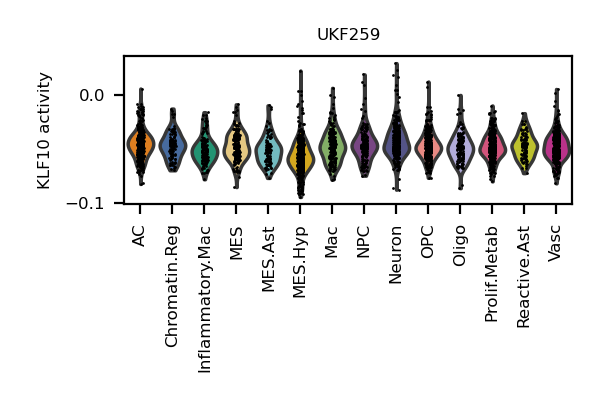 UKF259
KLF10 activity
0.0
−0.1
AC
Chromatin.Reg
Inflammatory.Mac
MES
MES.Ast
MES.Hyp
Mac
NPC
Neuron
OPC
Oligo
Prolif.Metab
Reactive.Ast
Vasc